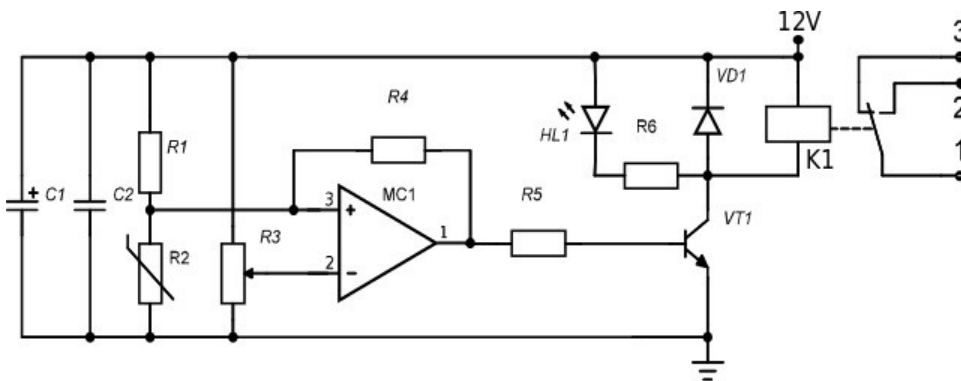 12V
3
VD1
R4
2
HL1
R6
K1
R1
MC1
1
+ C1
C2
3
+
R5
VT1
R2
R3
1
2
−